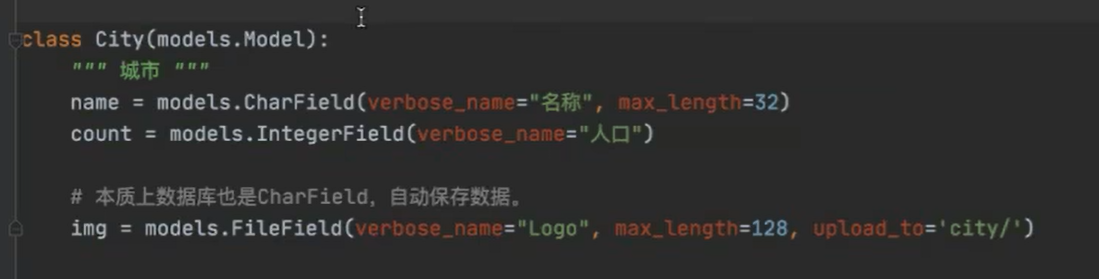 class City(models.Model):
    """ 城市 """
    name = models.CharField(verbose_name="名称", max_length=32)
    count = models.IntegerField(verbose_name="人口")
    # 本质上数据库也是CharField，自动保存数据。
    img = models.FileField(verbose_name="Logo", max_length=128, upload_to='city/')